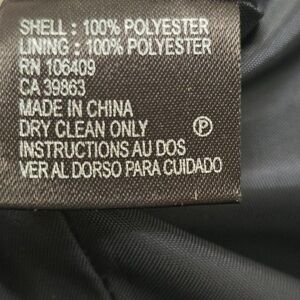 SHELL : 100% POLYESTER
LINING : 100% POLYESTER
RN 106409
CA 39863
MADE IN CHINA
DRY CLEAN ONLY Ⓟ
INSTRUCTIONS AU DOS
VER AL DORSO PARA CUIDADO